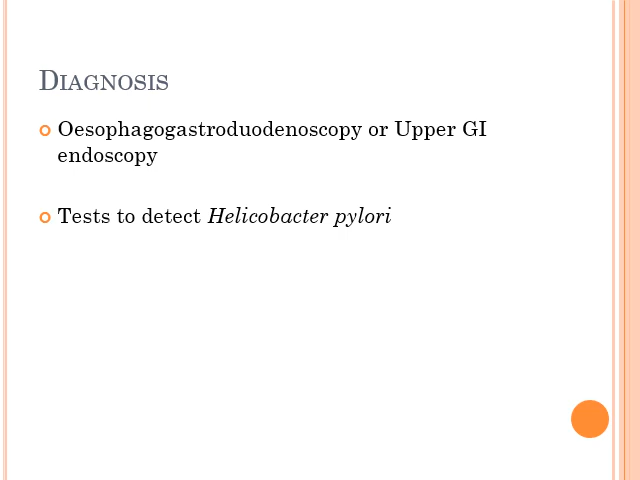 Diagnosis
Oesophagogastroduodenoscopy or Upper GI
endoscopy
Tests to detect Helicobacter pylori